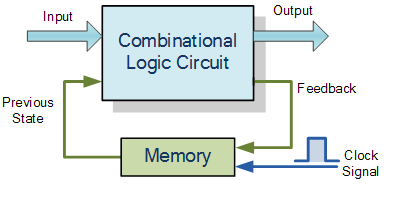 Input
Output
Combinational
Logic Circuit
Feedback
Previous
State
Memory
Clock
Signal